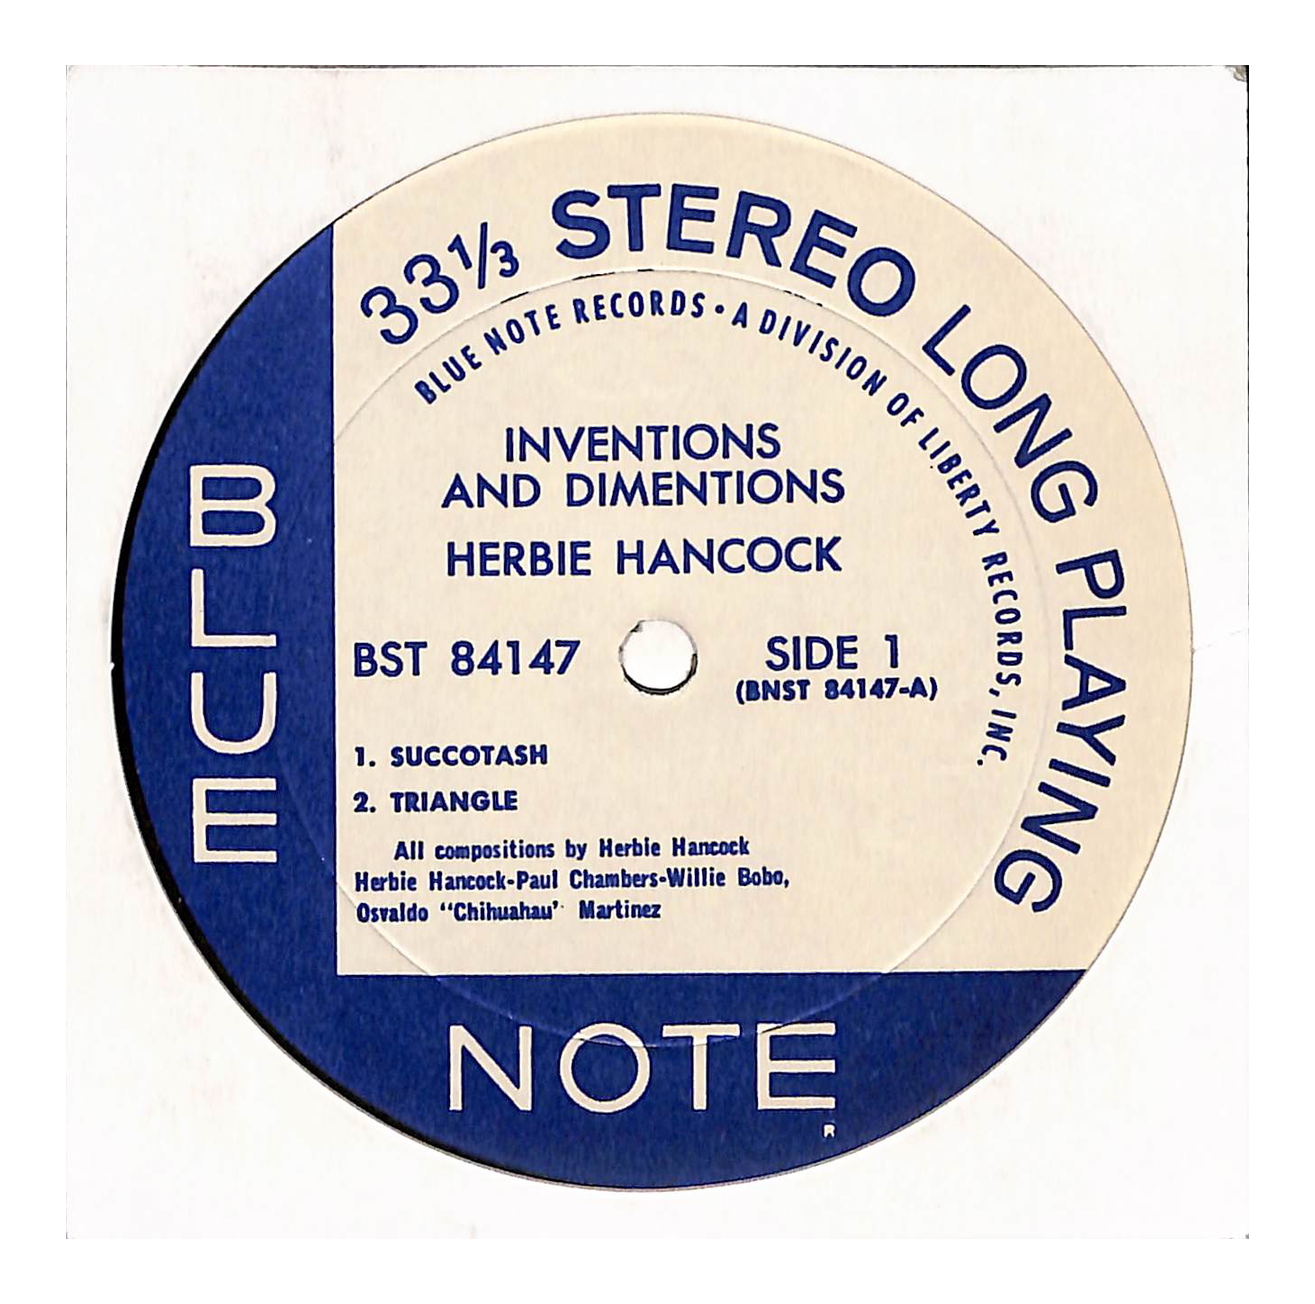 33⅓ STEREO LONG PLAYING
BLUE NOTE RECORDS • A DIVISION OF LIBERTY RECORDS, INC.
INVENTIONS
AND DIMENTIONS
HERBIE HANCOCK
BST 84147
SIDE 1
(BNST 84147-A)
1. SUCCOTASH
2. TRIANGLE
All compositions by Herbie Hancock
Herbie Hancock-Paul Chambers-Willie Bobo,
Osvaldo "Chihuahau' Martinez
BLUE
NOTE
R